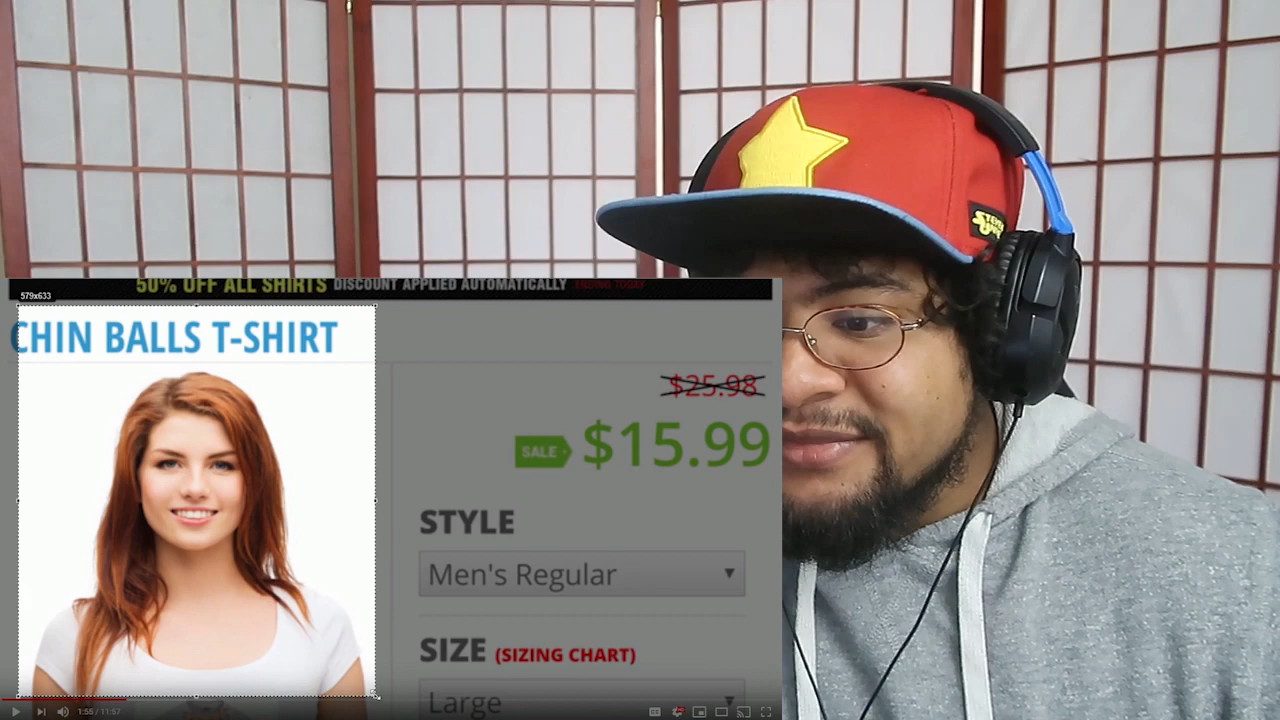 50% OFF ALL SHIRTS DISCOUNT APPLIED AUTOMATICALLY ENDING TODAY
579x633
CHIN BALLS T-SHIRT
$25.98
SALE $15.99
STYLE
Men's Regular
SIZE (SIZING CHART)
Large
1:55 / 11:57